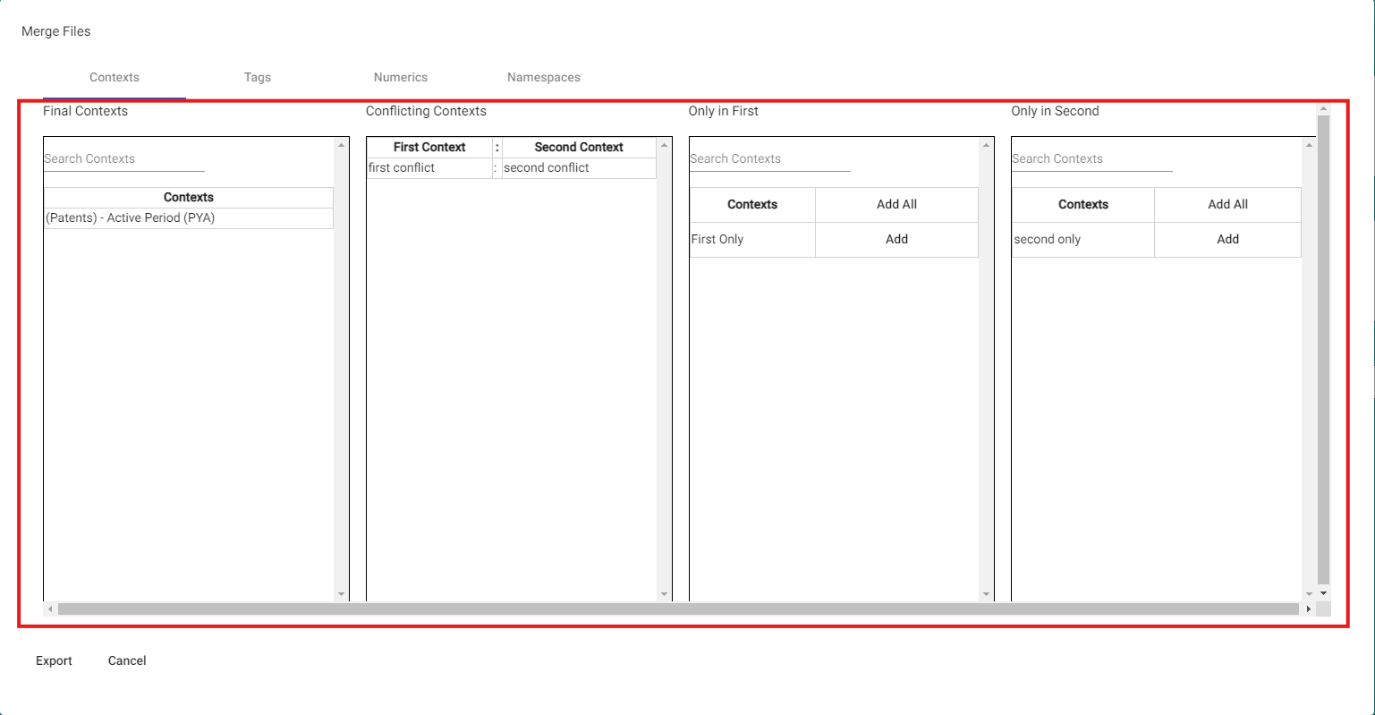 Merge Files
Contexts Tags Numerics Namespaces
Final Contexts Conflicting Contexts Only in First Only in Second
Search Contexts First Context : Second Context Search Contexts Search Contexts
first conflict : second conflict
Contexts Contexts Add All Contexts Add All
(Patents) - Active Period (PYA)
First Only Add second only Add
Export Cancel